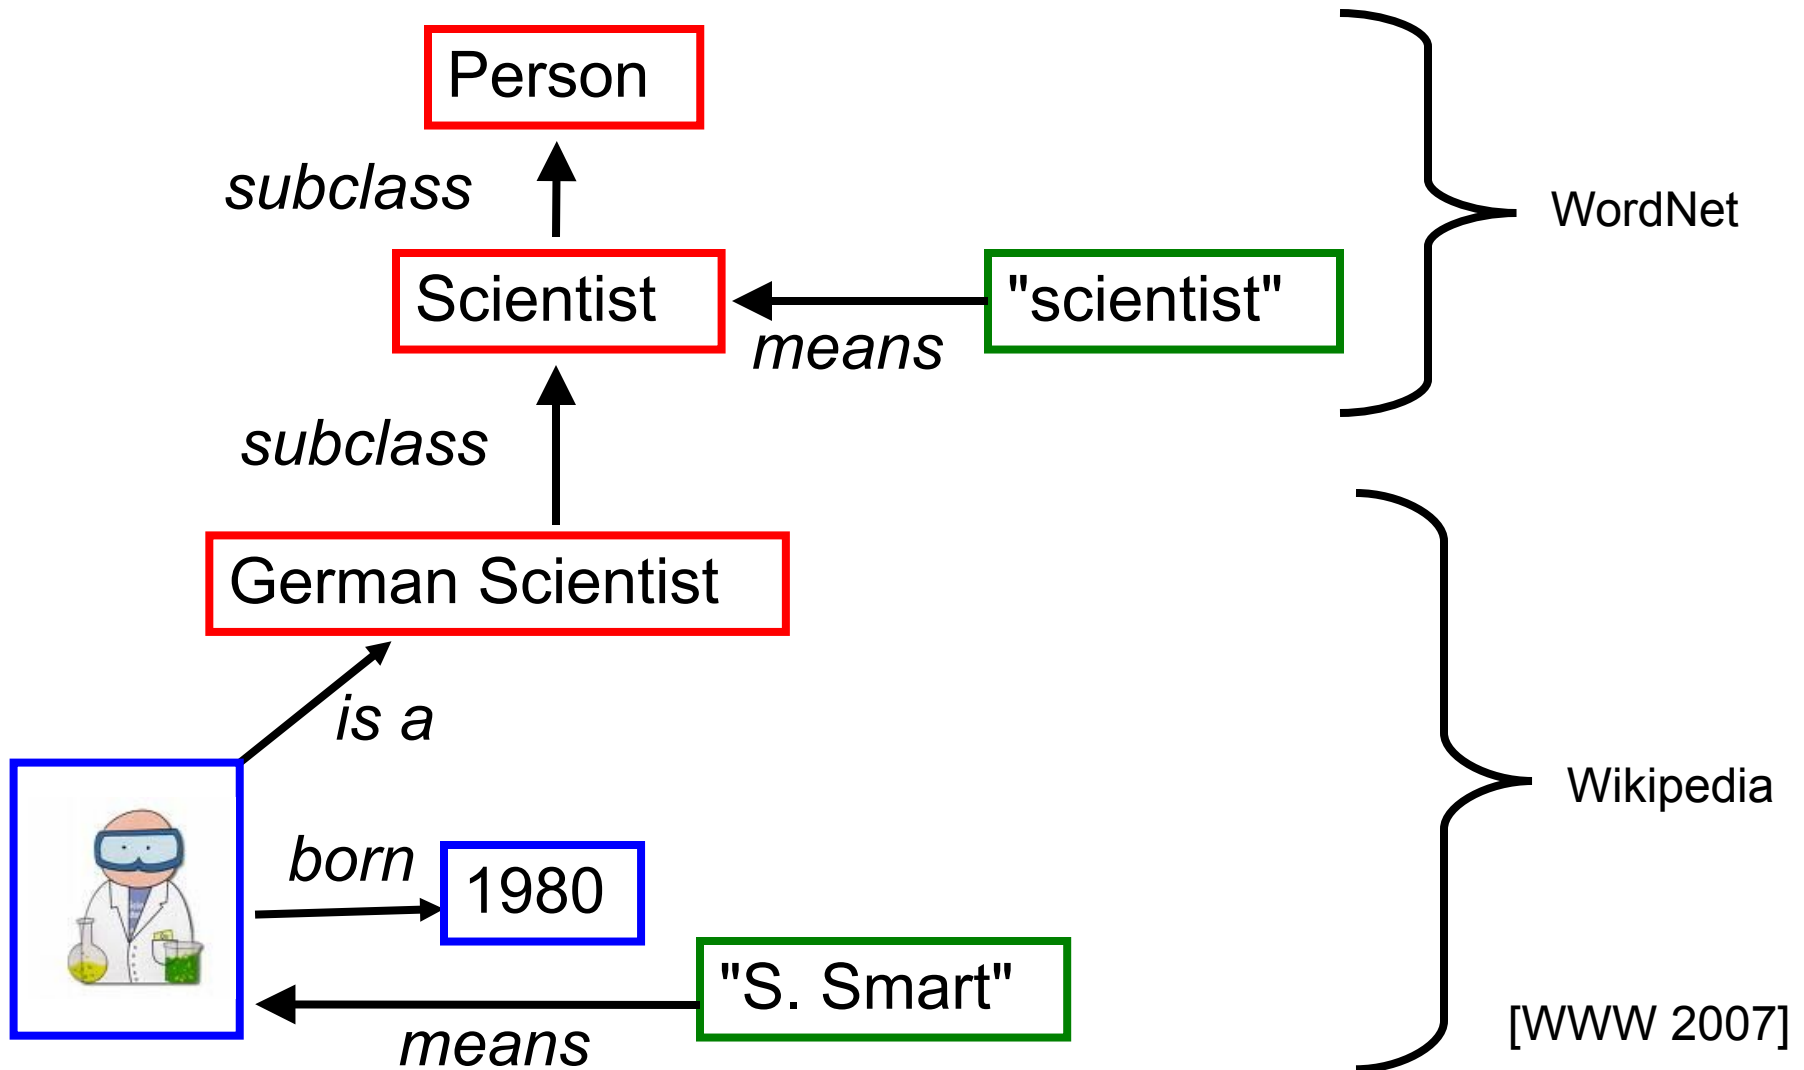 Person
subclass
WordNet
Scientist
"scientist"
means
subclass
German Scientist
is a
Wikipedia
born
1980
"S. Smart"
means
[WWW 2007]